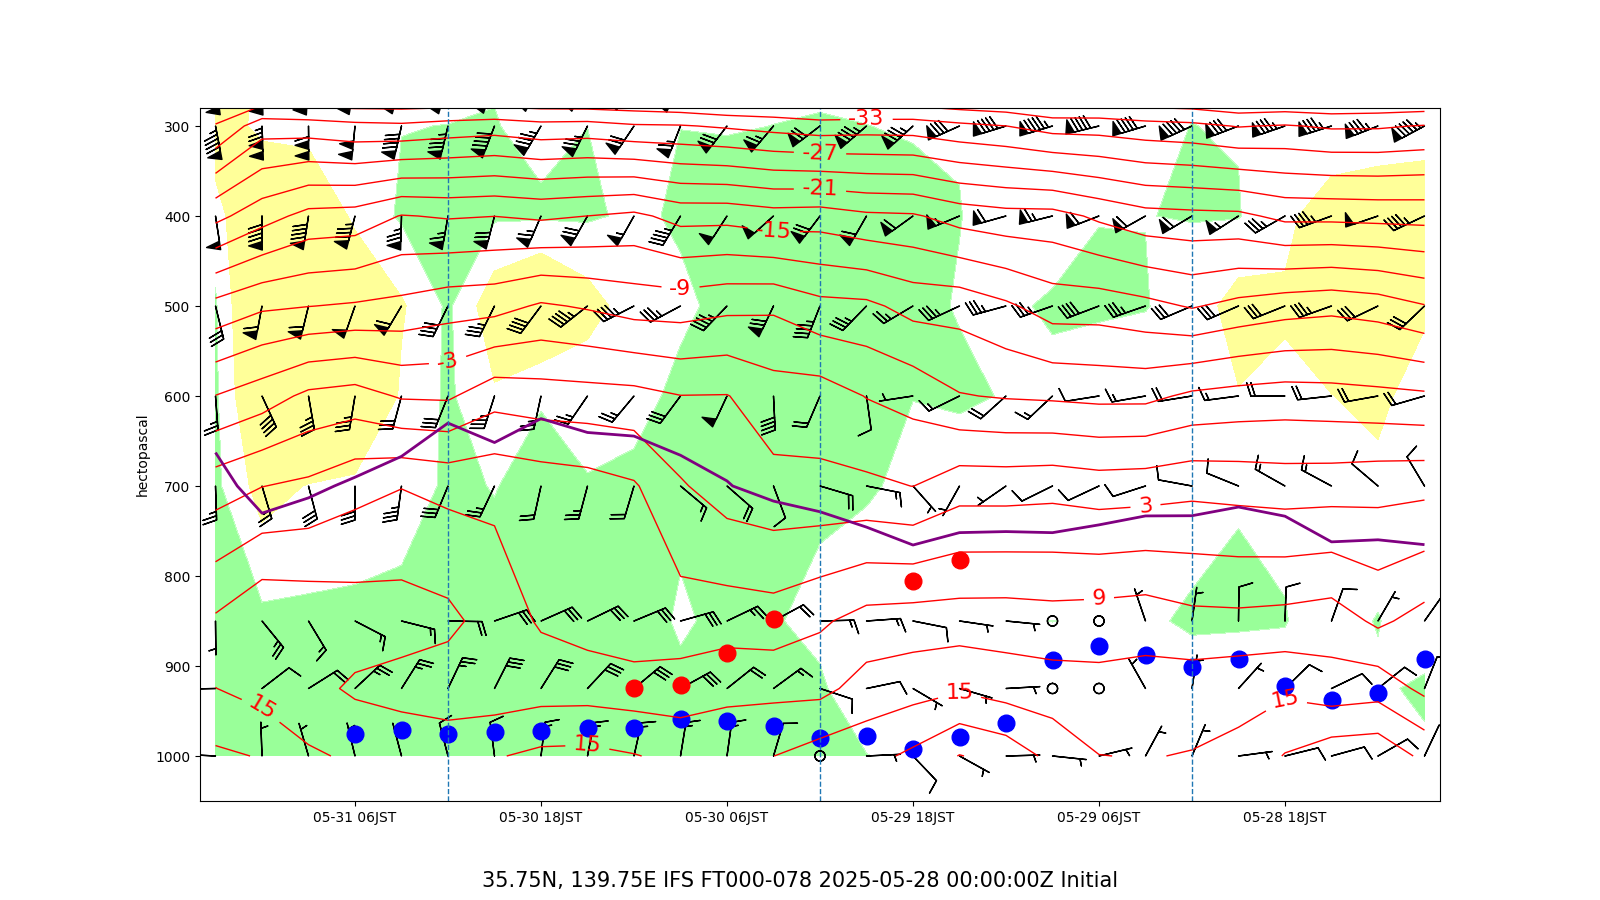 300
400
500
600
700
800
900
1000
hectopascal
-33
-27
-21
-15
-9
-3
3
9
15
15
15
15
05-31 06JST
05-30 18JST
05-30 06JST
05-29 18JST
05-29 06JST
05-28 18JST
35.75N, 139.75E IFS FT000-078 2025-05-28 00:00:00Z Initial